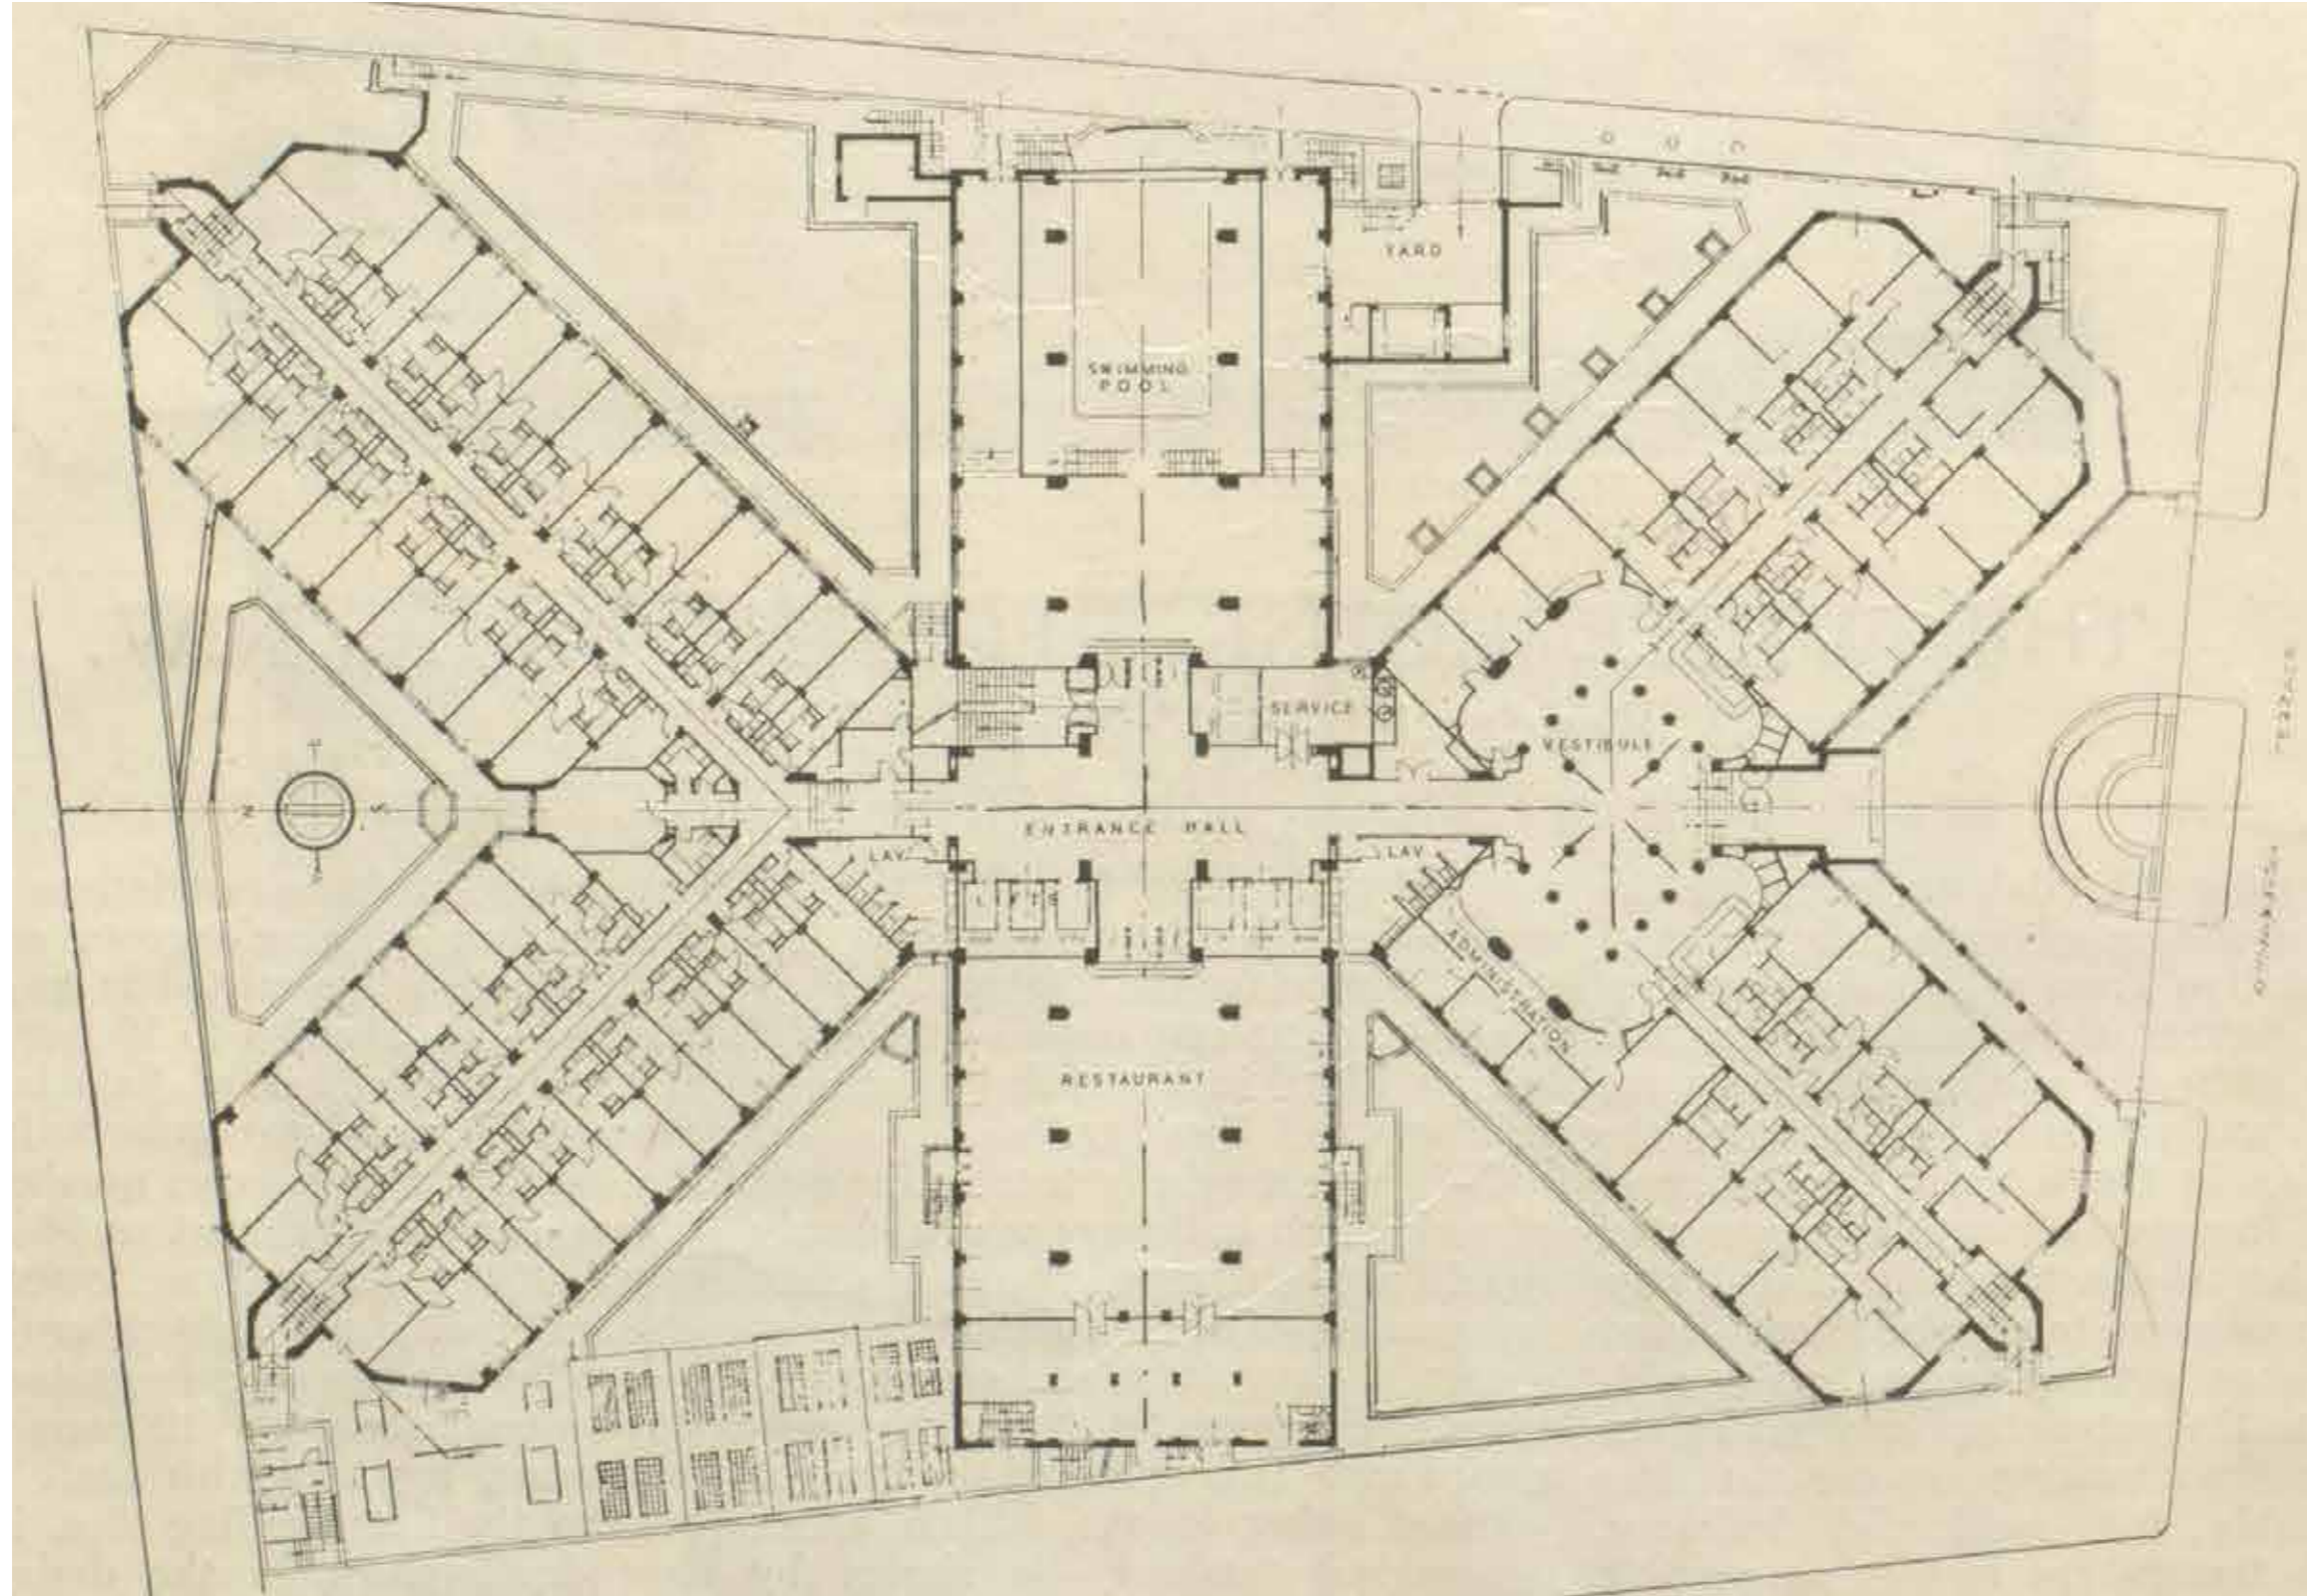 YARD
SWIMMING
POOL
SERVICE
VESTIBULE
ENTRANCE HALL
LAV
LAV
LIFTS
ADMINISTRATION
RESTAURANT
TERRACE
N
S